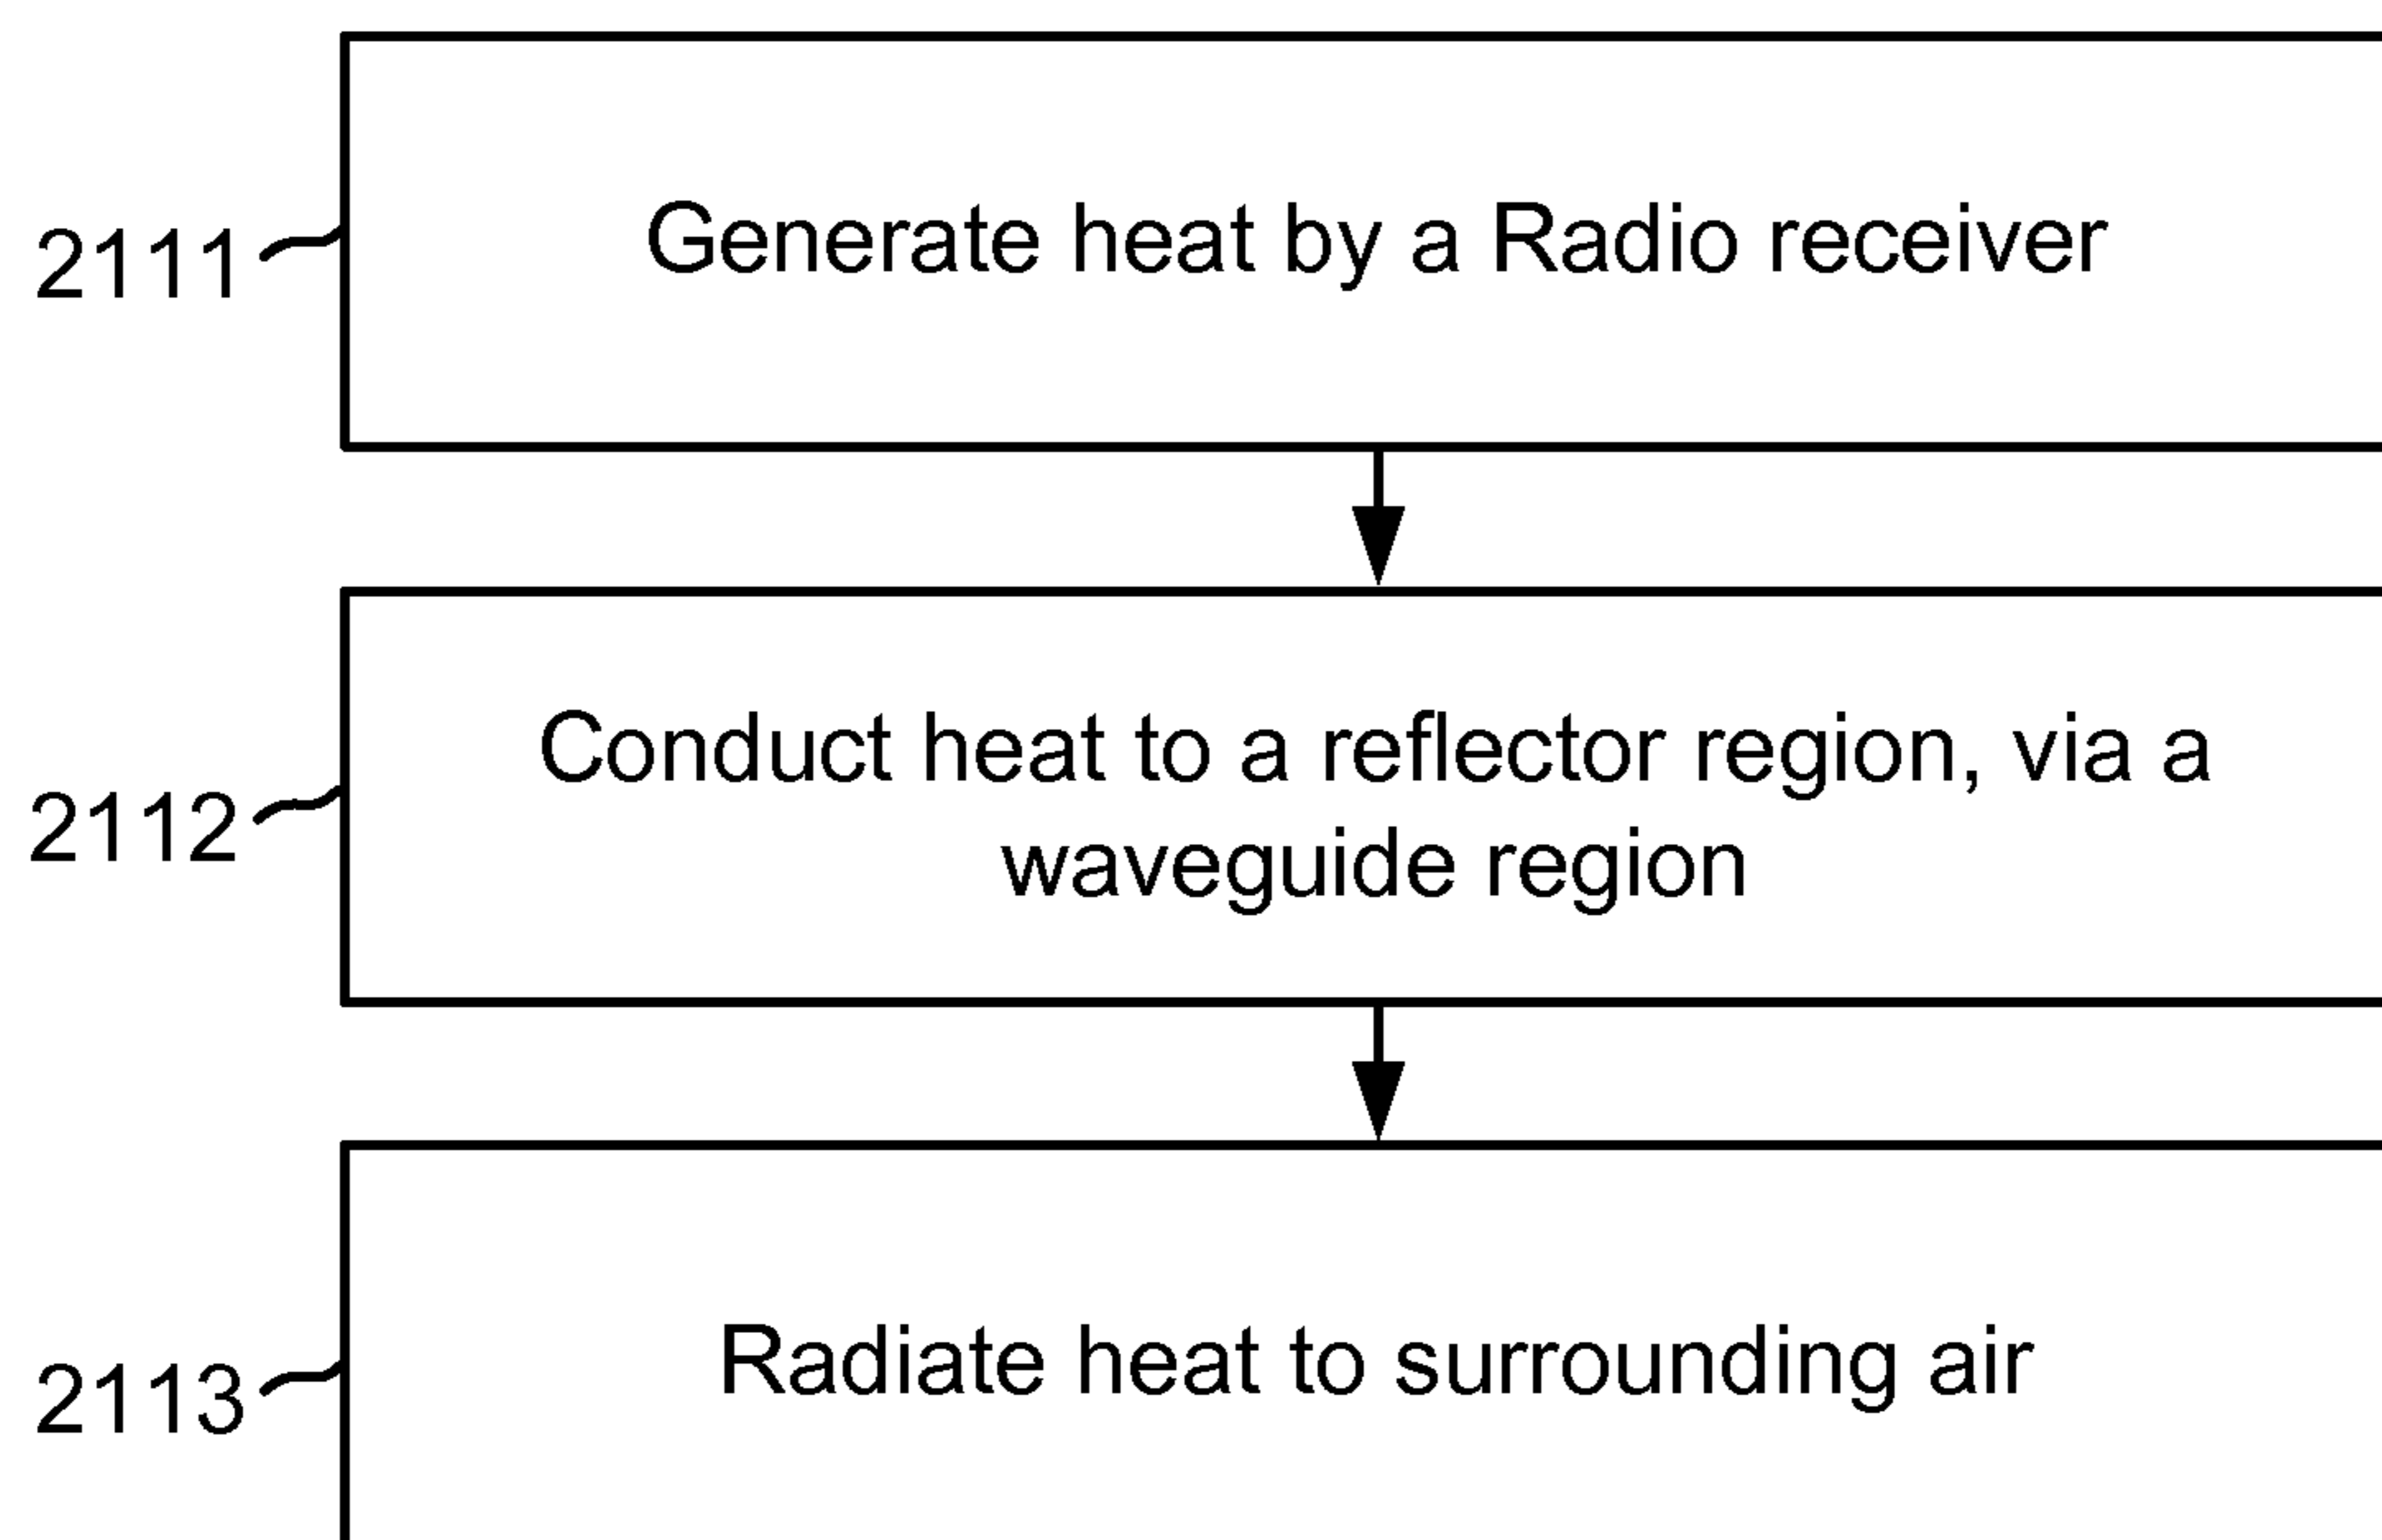 2111
Generate heat by a Radio receiver
2112
Conduct heat to a reflector region, via a
waveguide region
2113
Radiate heat to surrounding air